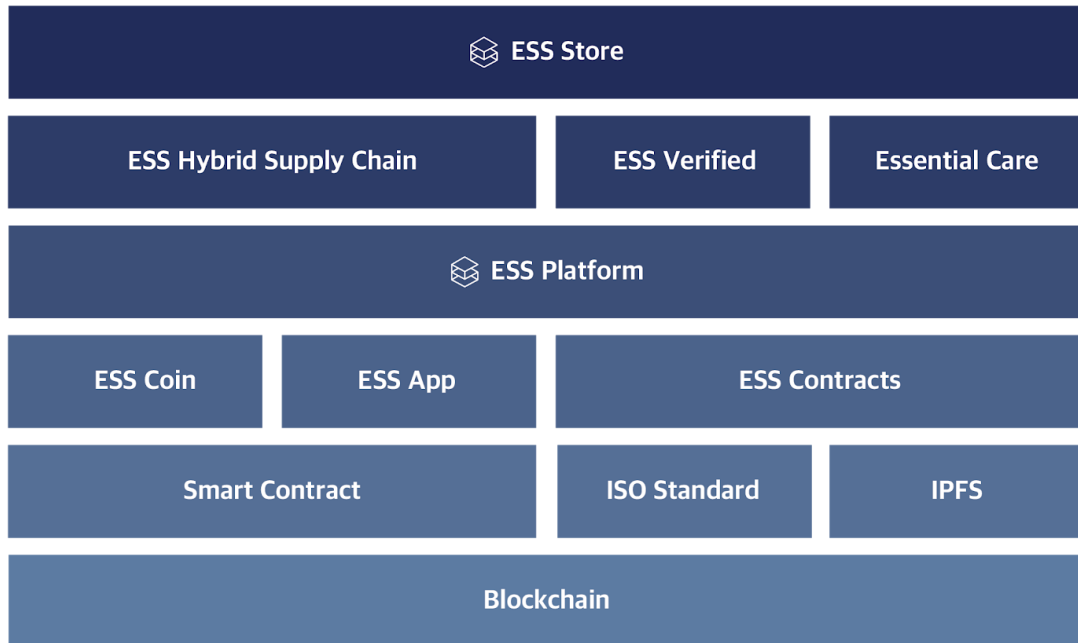 ESS Store
ESS Hybrid Supply Chain
ESS Verified
Essential Care
ESS Platform
ESS Coin
ESS App
ESS Contracts
Smart Contract
ISO Standard
IPFS
Blockchain